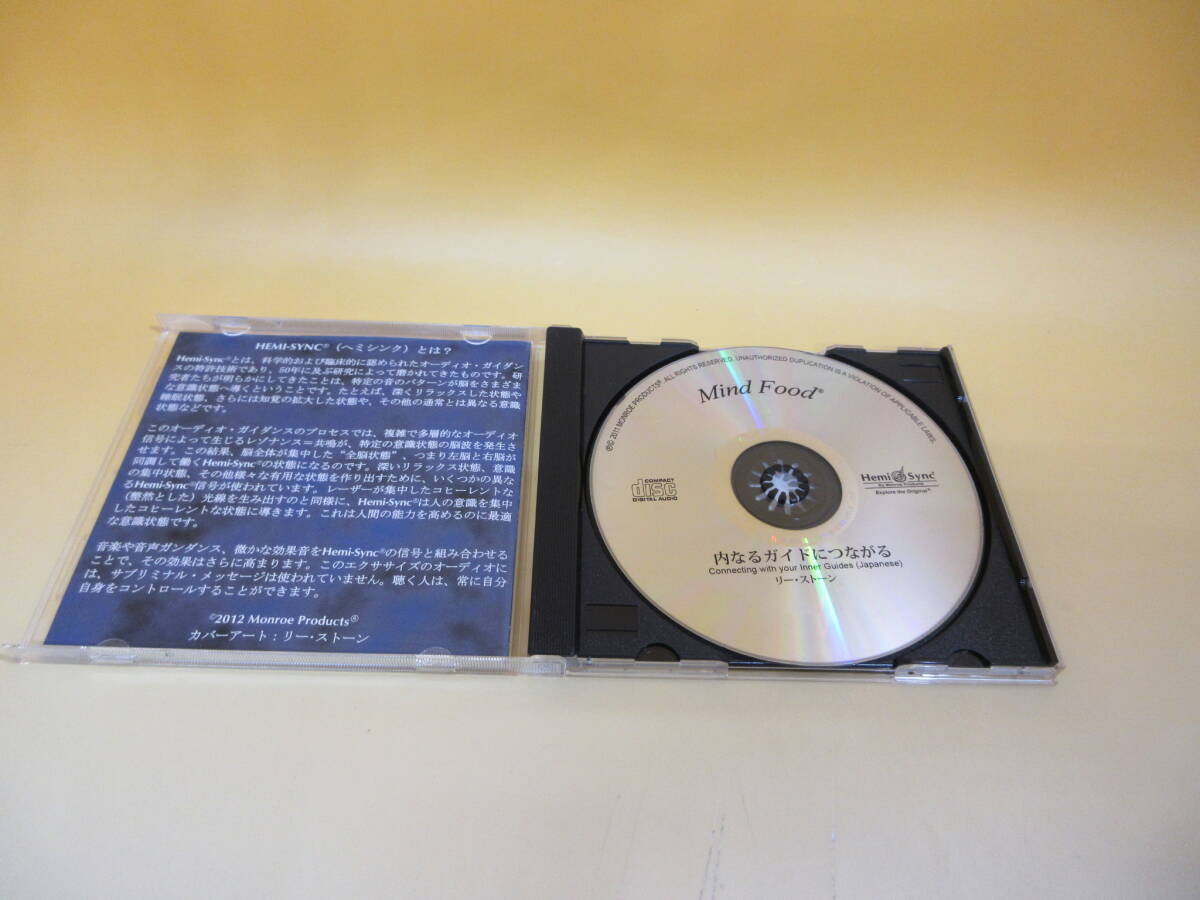 HEMI-SYNC®(ヘミシンク)とは?
Hemi-Sync®とは、科学的および臨床的に認められたオーディオ・ガイダン
スの特許技術であり、50年に及ぶ研究によって磨かれてきたものです。研
究者たちが明らかにしてきたことは、特定の音のパターンが脳をさまざま
な意識状態へ導くということです。たとえば、深くリラックスした状態や
睡眠状態、さらには知覚の拡大した状態や、その他の通常とは異なる意識
状態などです。
このオーディオ・ガイダンスのプロセスでは、複雑で多層的なオーディオ
信号によって生じるレゾナンス=共鳴が、特定の意識状態の脳波を発生さ
せます。この結果、脳全体が集中した“全脳状態”、つまり左脳と右脳が
同調して働くHemi-Sync®の状態になるのです。深いリラックス状態、意識
の集中状態、その他様々な有用な状態を作り出すために、いくつかの異な
るHemi-Sync®信号が使われています。レーザーが集中したコヒーレントな
(整然とした)光線を生み出すのと同様に、Hemi-Sync®は人の意識を集中
したコヒーレントな状態に導きます。これは人間の能力を高めるのに最適
な意識状態です。
音楽や音声ガンダンス、微かな効果音をHemi-Sync®の信号と組み合わせる
ことで、その効果はさらに高まります。このエクササイズのオーディオに
は、サブリミナル・メッセージは使われていません。聴く人は、常に自分
自身をコントロールすることができます。
©2012 Monroe Products®
カバーアート:リー・ストーン
℗© 2011 MONROE PRODUCTS®. ALL RIGHTS RESERVED. UNAUTHORIZED DUPLICATION IS A VIOLATION OF APPLICABLE LAWS.
Mind Food®
COMPACT
disc
DIGITAL AUDIO
Hemi Sync®
By Monroe Products
Explore the Original™
内なるガイドにつながる
Connecting with your Inner Guides (Japanese)
リー・ストーン